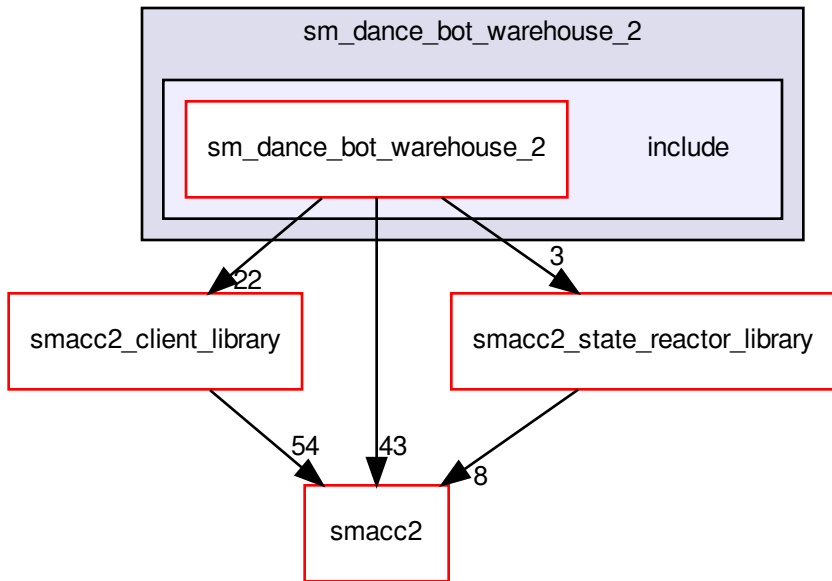 sm_dance_bot_warehouse_2
sm_dance_bot_warehouse_2
include
22
3
smacc2_client_library
smacc2_state_reactor_library
54
43
8
smacc2